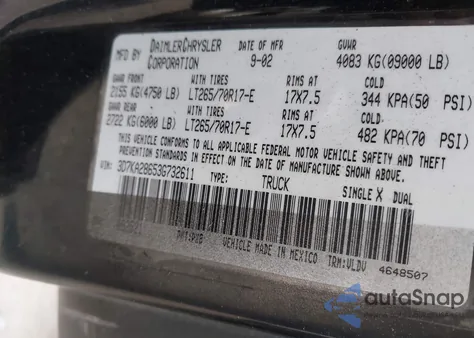 MFD BY DAIMLERCHRYSLER CORPORATION DATE OF MFR 9-02 GVWR 4083 KG(09000 LB)
GAWR FRONT WITH TIRES RIMS AT COLD
2155 KG(4750 LB) LT265/70R17-E 17X7.5 344 KPA(50 PSI)
GAWR REAR WITH TIRES RIMS AT COLD
2722 KG(6000 LB) LT265/70R17-E 17X7.5 482 KPA(70 PSI)
THIS VEHICLE CONFORMS TO ALL APPLICABLE FEDERAL MOTOR VEHICLE SAFETY AND THEFT
PREVENTION STANDARDS IN EFFECT ON THE DATE OF MANUFACTURE SHOWN ABOVE.
VIN: 3D7KA28653G732611 TYPE: TRUCK SINGLE X DUAL
VEHICLE MADE IN MEXICO TRM:VLDV 4648507
autoSnap